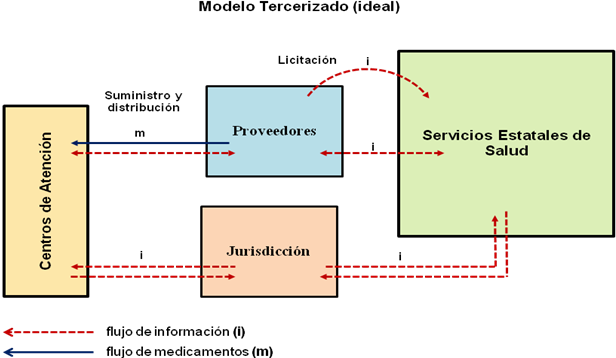 Modelo Tercerizado (ideal)
Licitación
i
Suministro y
distribución
m
Proveedores
i
Servicios Estatales de
Salud
Centros de Atención
Jurisdicción
i
i
flujo de información (i)
flujo de medicamentos (m)